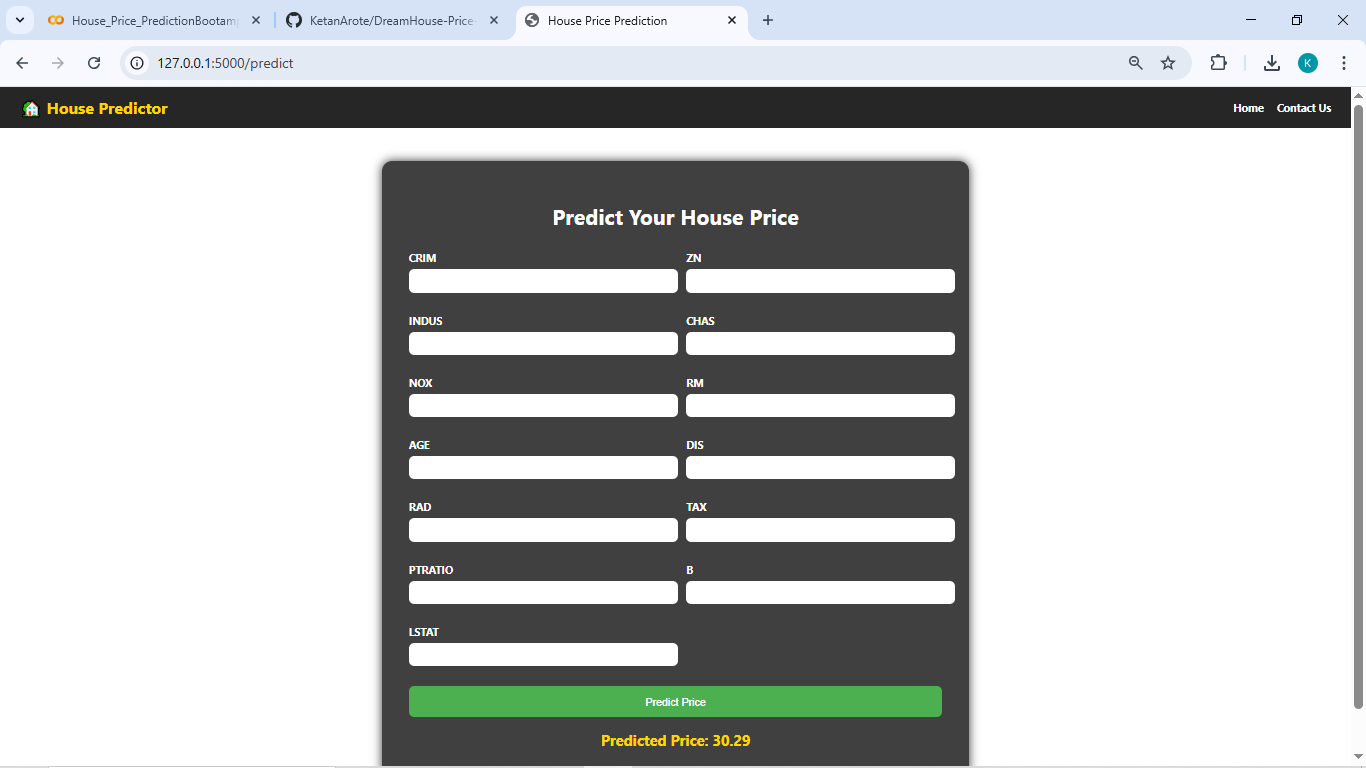 House_Price_PredictionBootam
KetanArote/DreamHouse-Price-
House Price Prediction
127.0.0.1:5000/predict
K
House Predictor
Home
Contact Us
Predict Your House Price
CRIM
ZN
INDUS
CHAS
NOX
RM
AGE
DIS
RAD
TAX
PTRATIO
B
LSTAT
Predict Price
Predicted Price: 30.29